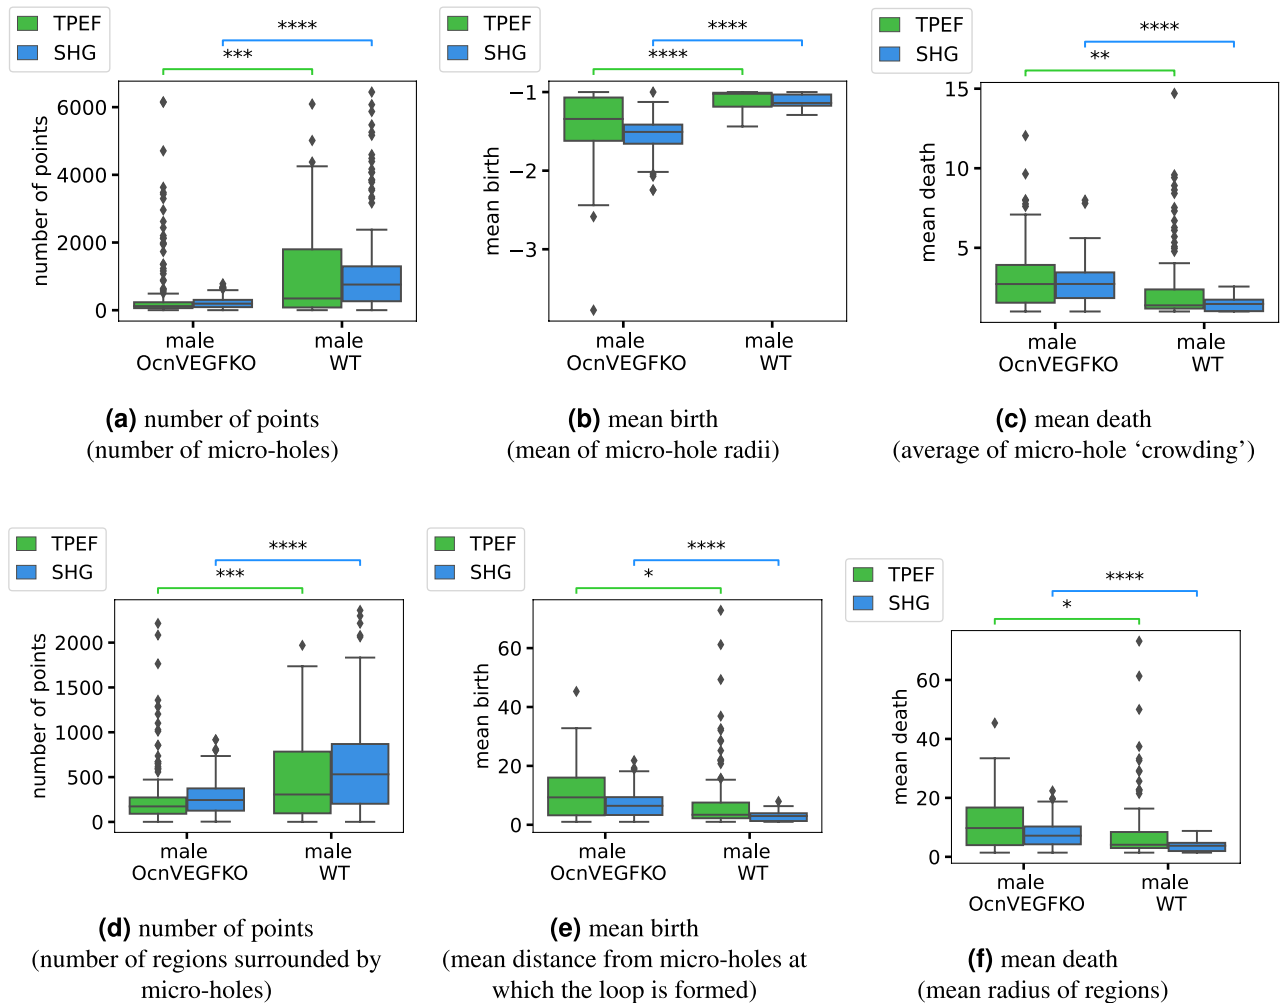 TPEF
SHG
****
***
number of points
6000
4000
2000
0
male
OcnVEGFKO
male
WT
(a) number of points
(number of micro-holes)
TPEF
SHG
****
****
mean birth
−1
−2
−3
male
OcnVEGFKO
male
WT
(b) mean birth
(mean of micro-hole radii)
TPEF
SHG
****
**
mean death
15
10
5
male
OcnVEGFKO
male
WT
(c) mean death
(average of micro-hole ‘crowding’)
TPEF
SHG
****
***
number of points
2000
1500
1000
500
0
male
OcnVEGFKO
male
WT
(d) number of points
(number of regions surrounded by
micro-holes)
TPEF
SHG
****
*
mean birth
60
40
20
0
male
OcnVEGFKO
male
WT
(e) mean birth
(mean distance from micro-holes at
which the loop is formed)
TPEF
SHG
****
*
mean death
60
40
20
0
male
OcnVEGFKO
male
WT
(f) mean death
(mean radius of regions)